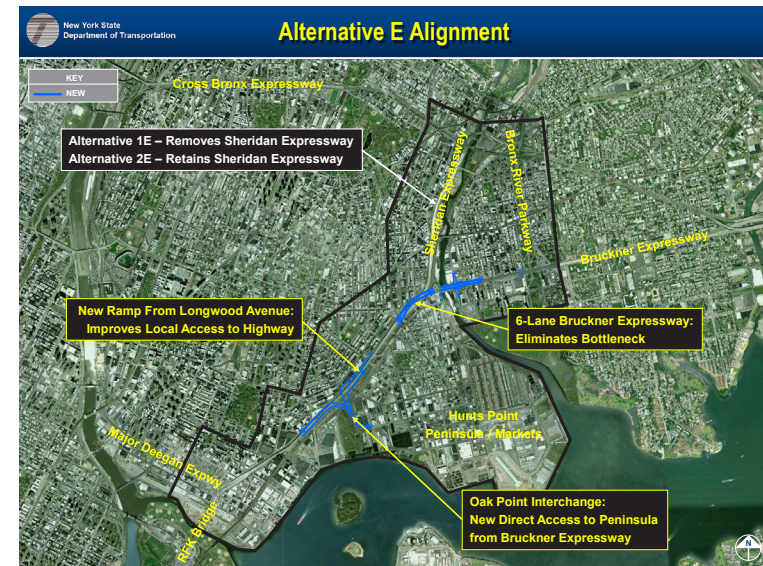 New York State
Department of Transportation
Alternative E Alignment
KEY
NEW
Cross Bronx Expressway
Alternative 1E – Removes Sheridan Expressway
Alternative 2E – Retains Sheridan Expressway
Sheridan Expressway
Bronx River Parkway
Bruckner Expressway
New Ramp From Longwood Avenue:
Improves Local Access to Highway
6-Lane Bruckner Expressway:
Eliminates Bottleneck
Hunts Point
Peninsula / Markets
Major Deegan Expwy
RFK Bridge
Oak Point Interchange:
New Direct Access to Peninsula
from Bruckner Expressway
N